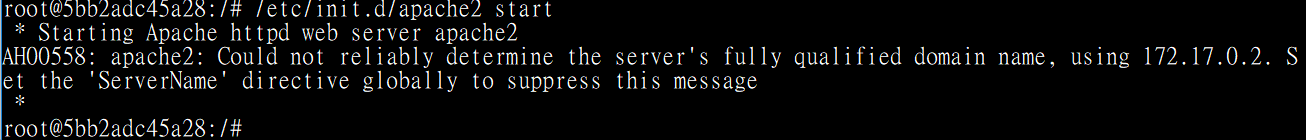 root@5bb2adc45a28:/# /etc/init.d/apache2 start
 * Starting Apache httpd web server apache2
AH00558: apache2: Could not reliably determine the server's fully qualified domain name, using 172.17.0.2. S
et the 'ServerName' directive globally to suppress this message
 *
root@5bb2adc45a28:/#